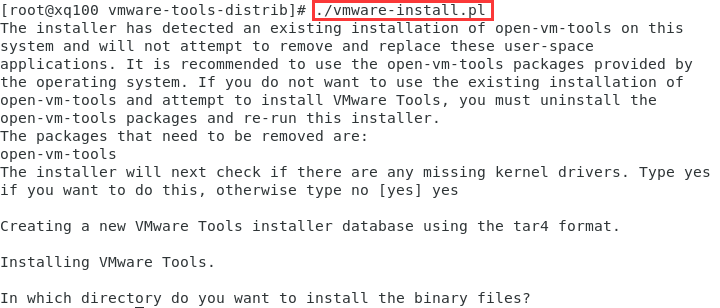 [root@xq100 vmware-tools-distrib]# ./vmware-install.pl
The installer has detected an existing installation of open-vm-tools on this
system and will not attempt to remove and replace these user-space
applications. It is recommended to use the open-vm-tools packages provided by
the operating system. If you do not want to use the existing installation of
open-vm-tools and attempt to install VMware Tools, you must uninstall the
open-vm-tools packages and re-run this installer.
The packages that need to be removed are:
open-vm-tools
The installer will next check if there are any missing kernel drivers. Type yes
if you want to do this, otherwise type no [yes] yes
Creating a new VMware Tools installer database using the tar4 format.
Installing VMware Tools.
In which directory do you want to install the binary files?